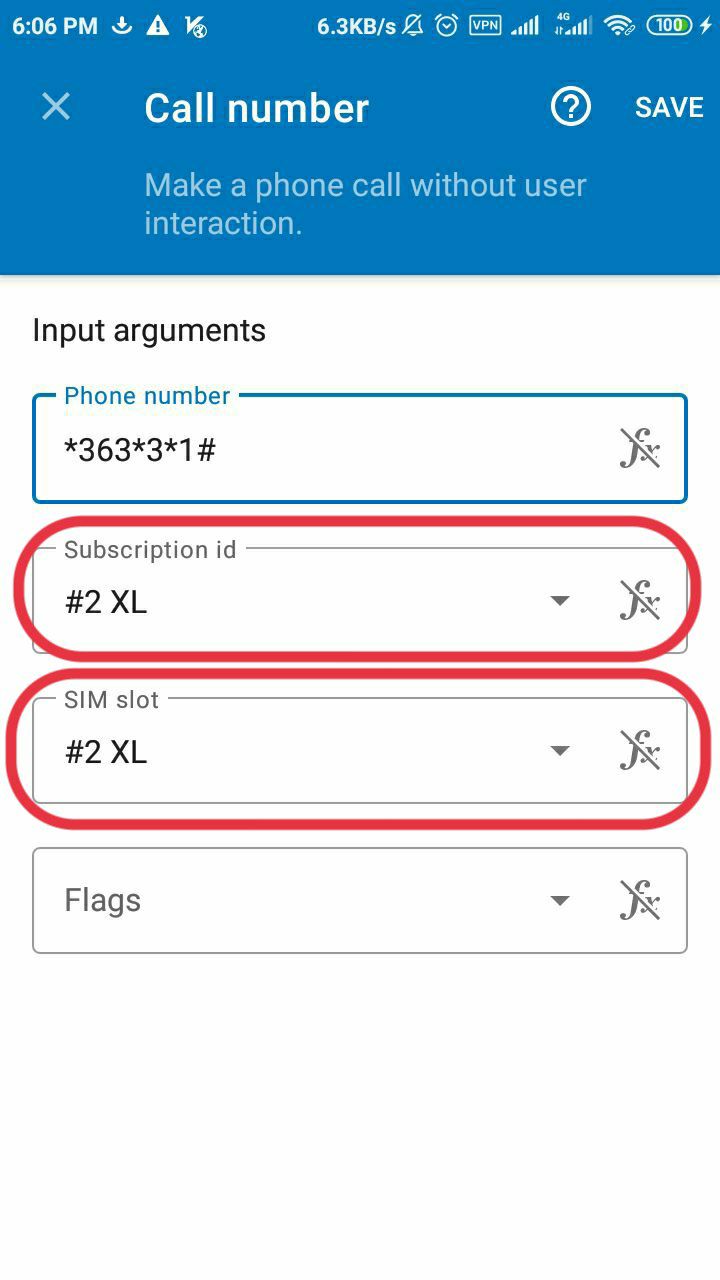 6:06 PM 6.3KB/s VPN 4G 100
Call number SAVE
Make a phone call without user
interaction.
Input arguments
Phone number
*363*3*1#
Subscription id
#2 XL
SIM slot
#2 XL
Flags